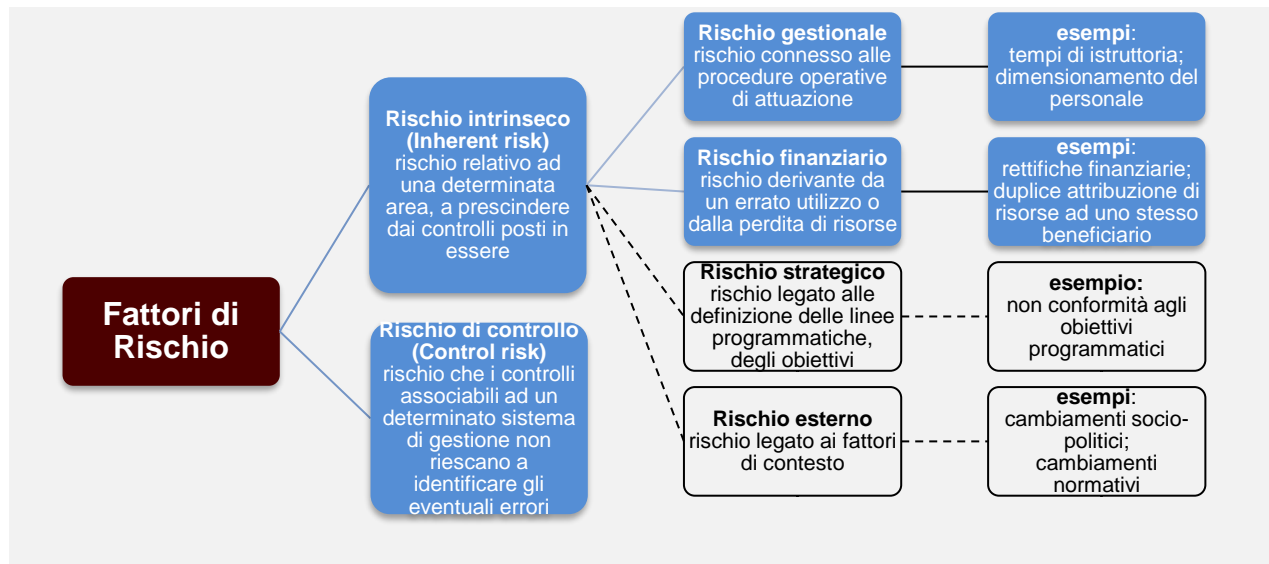 Fattori di
Rischio
Rischio intrinseco
(Inherent risk)
rischio relativo ad
una determinata
area, a prescindere
dai controlli posti in
essere
Rischio di controllo
(Control risk)
rischio che i controlli
associabili ad un
determinato sistema
di gestione non
riescano a
identificare gli
eventuali errori
Rischio gestionale
rischio connesso alle
procedure operative
di attuazione
esempi:
tempi di istruttoria;
dimensionamento del
personale
Rischio finanziario
rischio derivante da
un errato utilizzo o
dalla perdita di risorse
esempi:
rettifiche finanziarie;
duplice attribuzione di
risorse ad uno stesso
beneficiario
Rischio strategico
rischio legato alle
definizione delle linee
programmatiche,
degli obiettivi
esempio:
non conformità agli
obiettivi
programmatici
Rischio esterno
rischio legato ai fattori
di contesto
esempi:
cambiamenti socio-
politici;
cambiamenti
normativi